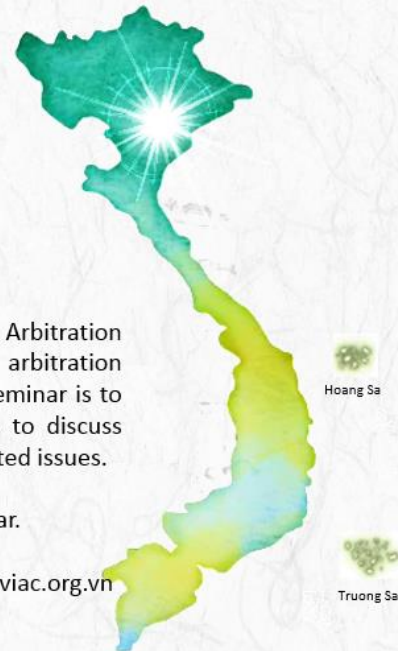 Arbitration
arbitration
eminar is to
to discuss
ted issues.
Hoang Sa
ar.
viac.org.vn
Truong Sa